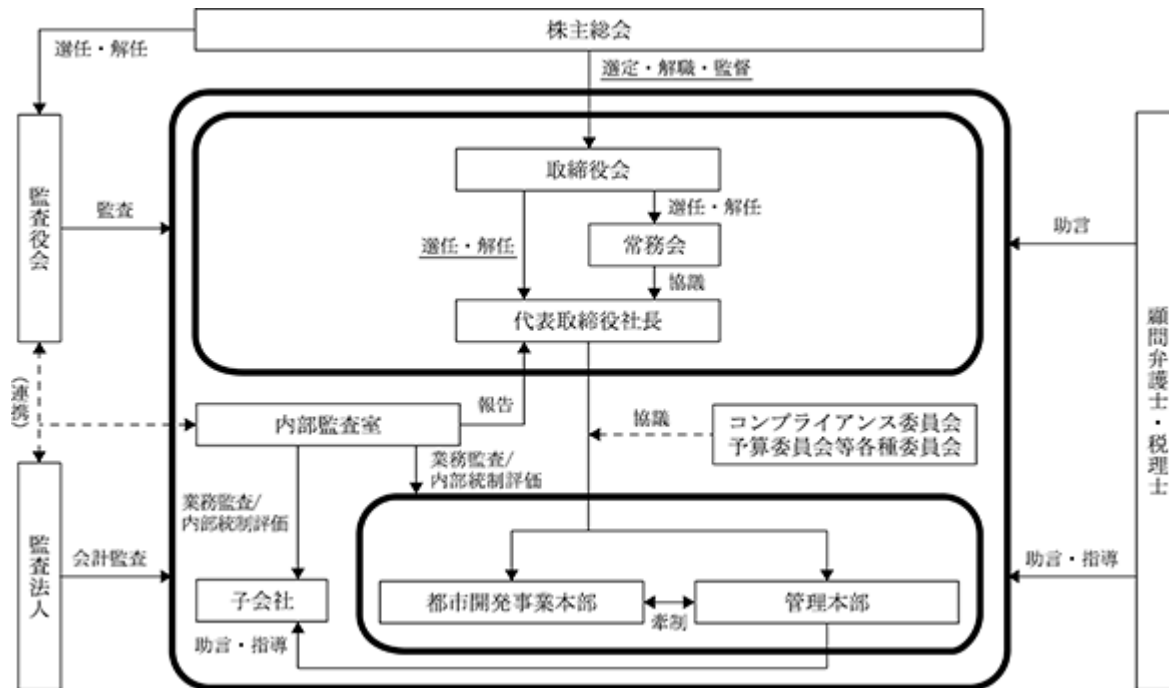 株主総会
選任・解任
選定・解職・監督
取締役会
監査役会
監査
選任・解任
常務会
選任・解任
協議
代表取締役社長
助言
顧問弁護士・税理士
(連携)
内部監査室
報告
協議
コンプライアンス委員会
予算委員会等各種委員会
業務監査/
内部統制評価
業務監査/
内部統制評価
監査法人
会計監査
子会社
都市開発事業本部
牽制
管理本部
助言・指導
助言・指導